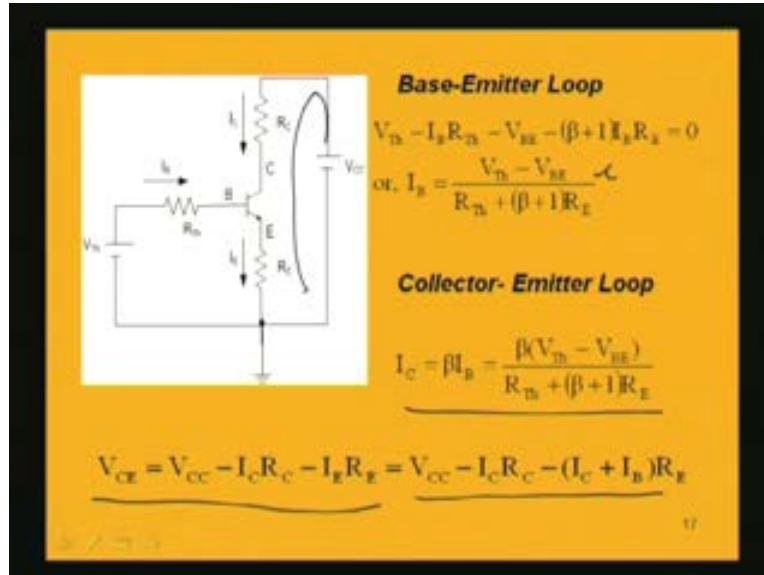 Base-Emitter Loop
V_Th − I_B R_Th − V_BE − (β+1)I_B R_E = 0
or, I_B = (V_Th − V_BE) / (R_Th + (β+1)R_E)
I_C
R_C
V_CC
C
I_B
B
R_Th
E
V_Th
I_E
R_E
Collector- Emitter Loop
I_C = βI_B = β(V_Th − V_BE) / (R_Th + (β+1)R_E)
V_CE = V_CC − I_C R_C − I_E R_E = V_CC − I_C R_C − (I_C + I_B)R_E
17